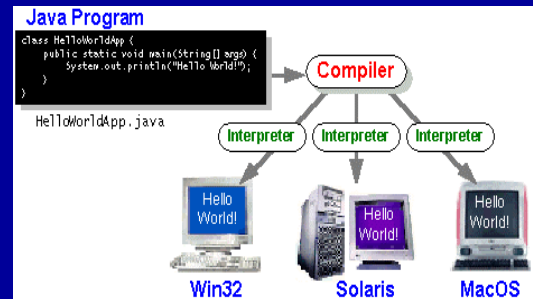 Java Program
class HelloWorldApp {
public static void main(String[] args) {
System.out.println("Hello World!");
}
}
HelloWorldApp.java
Compiler
Interpreter Interpreter Interpreter
Hello
World!
Hello
World!
Hello
World!
Win32 Solaris MacOS